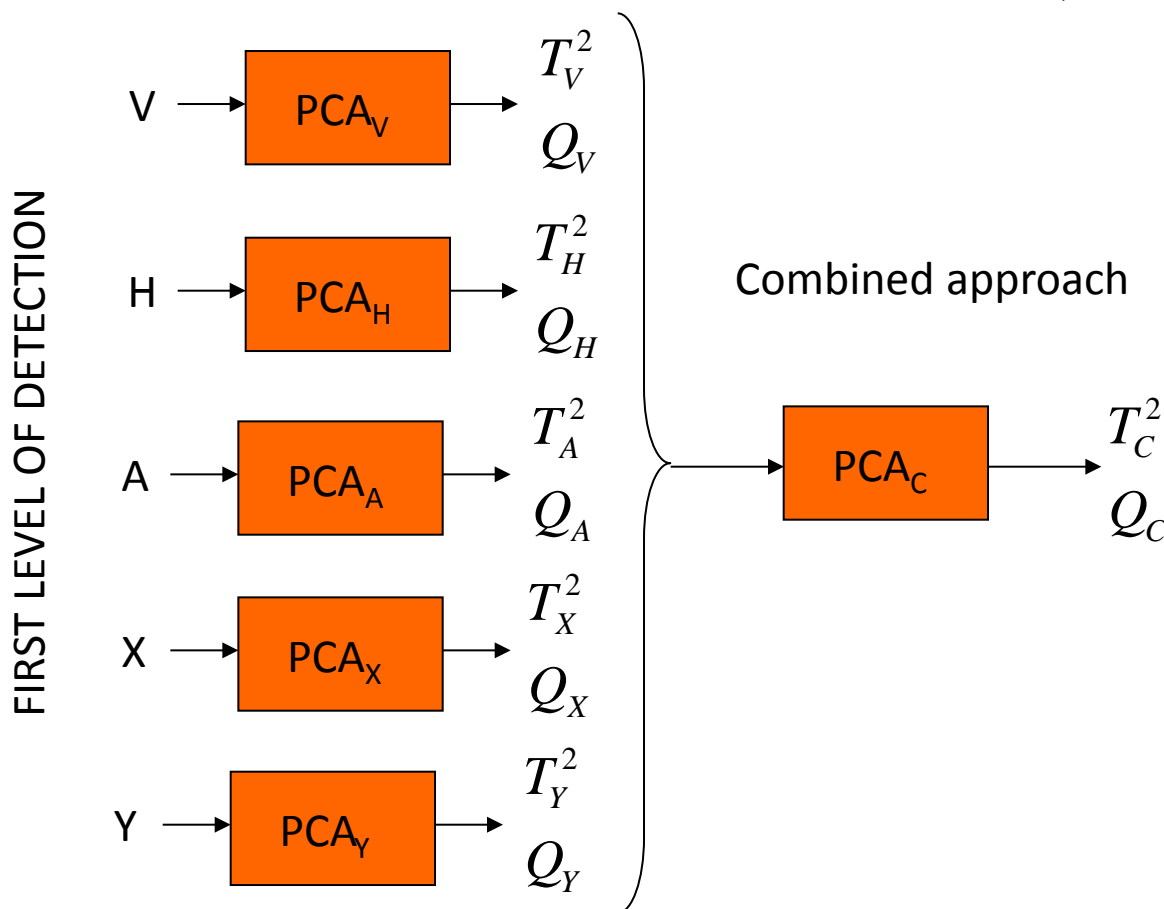 FIRST LEVEL OF DETECTION
V
PCA_V
T_V^2
Q_V
H
PCA_H
T_H^2
Q_H
A
PCA_A
T_A^2
Q_A
X
PCA_X
T_X^2
Q_X
Y
PCA_Y
T_Y^2
Q_Y
Combined approach
PCA_C
T_C^2
Q_C